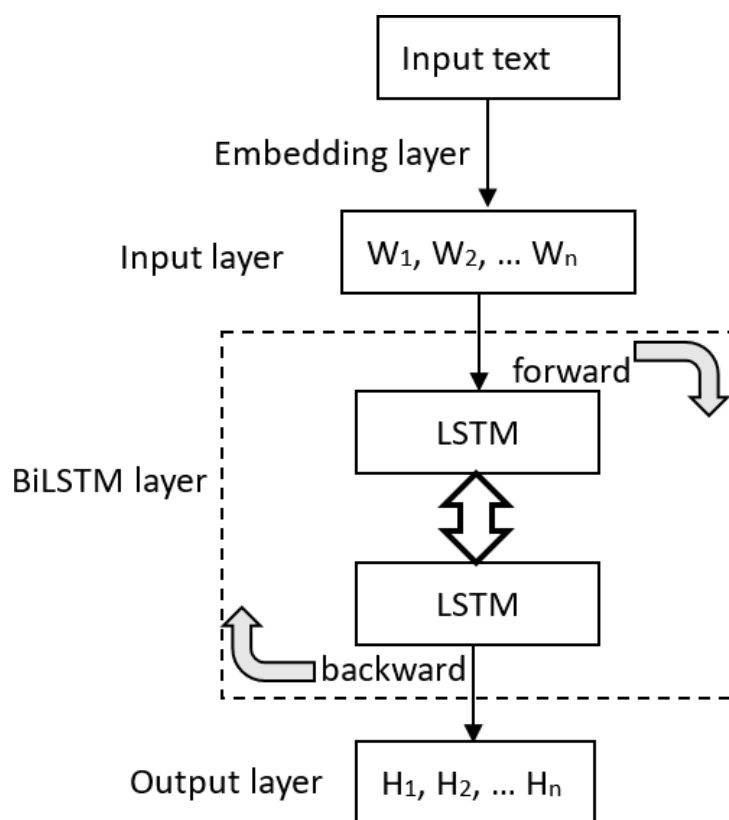 Input text
Embedding layer
Input layer
W₁, W₂, ... Wₙ
forward
LSTM
BiLSTM layer
LSTM
backward
Output layer
H₁, H₂, ... Hₙ